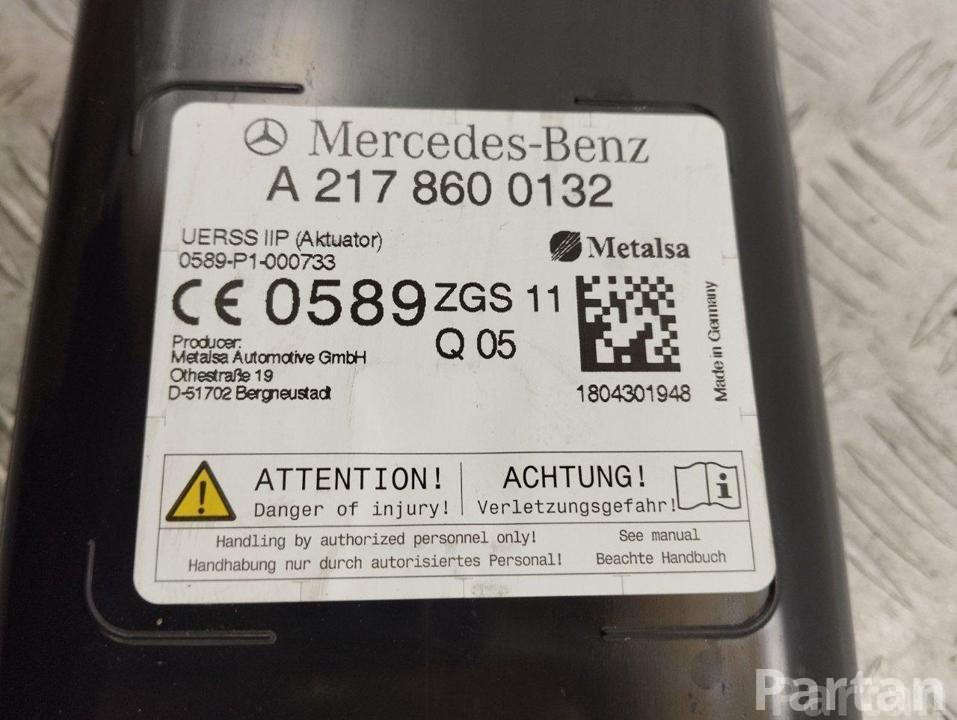 Mercedes-Benz
A 217 860 0132
UERSS IIP (Aktuator)
0589-P1-000733
Metalsa
CE 0589 ZGS 11
Q 05
Producer:
Metalsa Automotive GmbH
Othestraße 19
D-51702 Bergneustadt
1804301948
Made in Germany
ATTENTION!
Danger of injury!
ACHTUNG!
Verletzungsgefahr!
Handling by authorized personnel only!
Handhabung nur durch autorisiertes Personal!
See manual
Beachte Handbuch
Partan